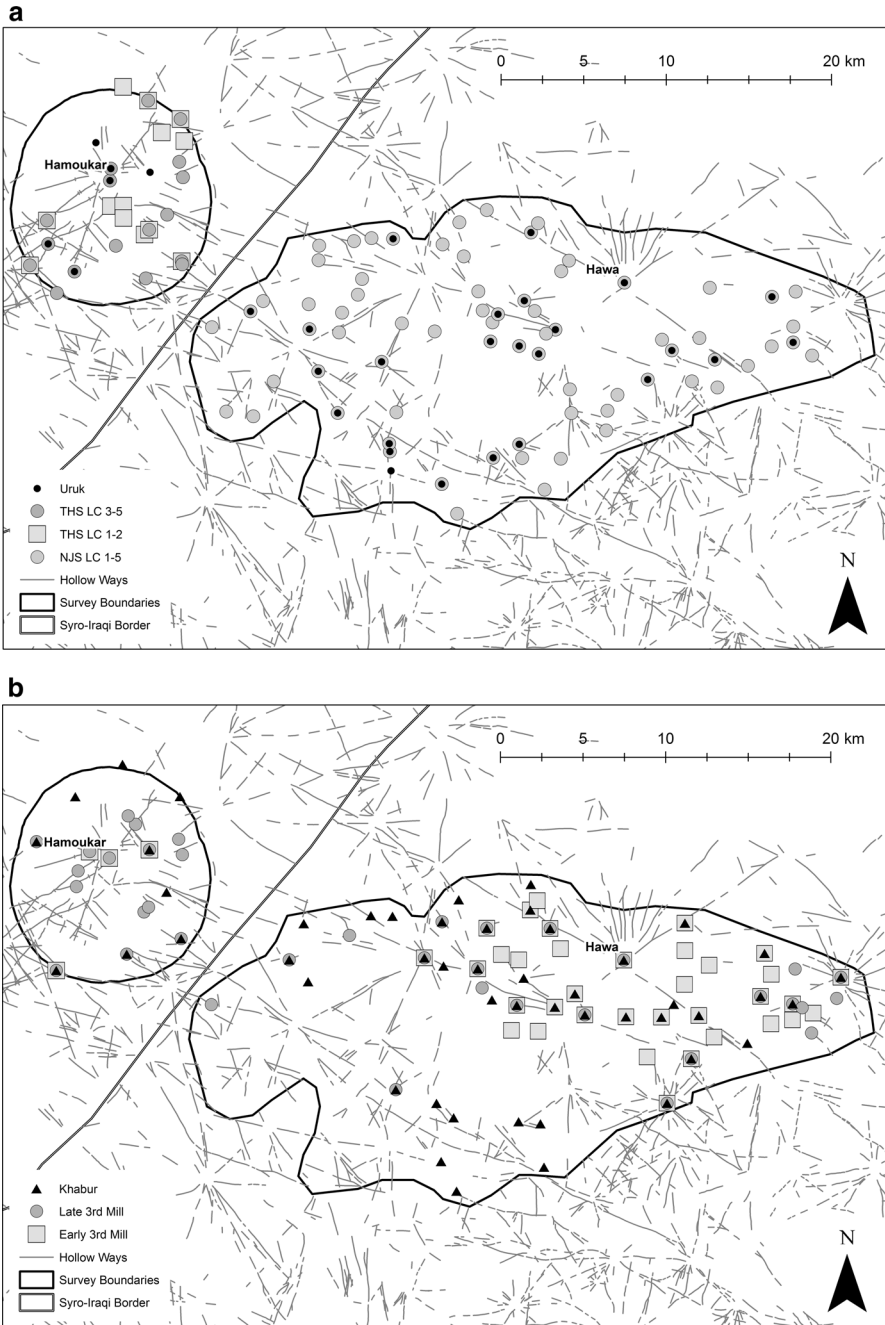 a
0 5 10 20 km
Hamoukar
Hawa
Uruk
THS LC 3-5
THS LC 1-2
NJS LC 1-5
Hollow Ways
Survey Boundaries
Syro-Iraqi Border
N
b
0 5 10 20 km
Hamoukar
Hawa
Khabur
Late 3rd Mill
Early 3rd Mill
Hollow Ways
Survey Boundaries
Syro-Iraqi Border
N